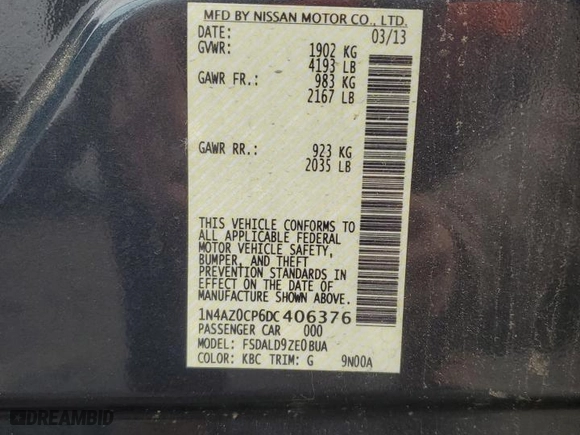 MFD BY NISSAN MOTOR CO., LTD.
DATE: 03/13
GVWR: 1902 KG
4193 LB
GAWR FR.: 983 KG
2167 LB
GAWR RR.: 923 KG
2035 LB
THIS VEHICLE CONFORMS TO
ALL APPLICABLE FEDERAL
MOTOR VEHICLE SAFETY,
BUMPER, AND THEFT
PREVENTION STANDARDS IN
EFFECT ON THE DATE OF
MANUFACTURE SHOWN ABOVE.
1N4AZ0CP6DC406376
PASSENGER CAR 000
MODEL: FSDALD9ZE0BUA
COLOR: KBC TRIM: G 9N00A
DREAMBID